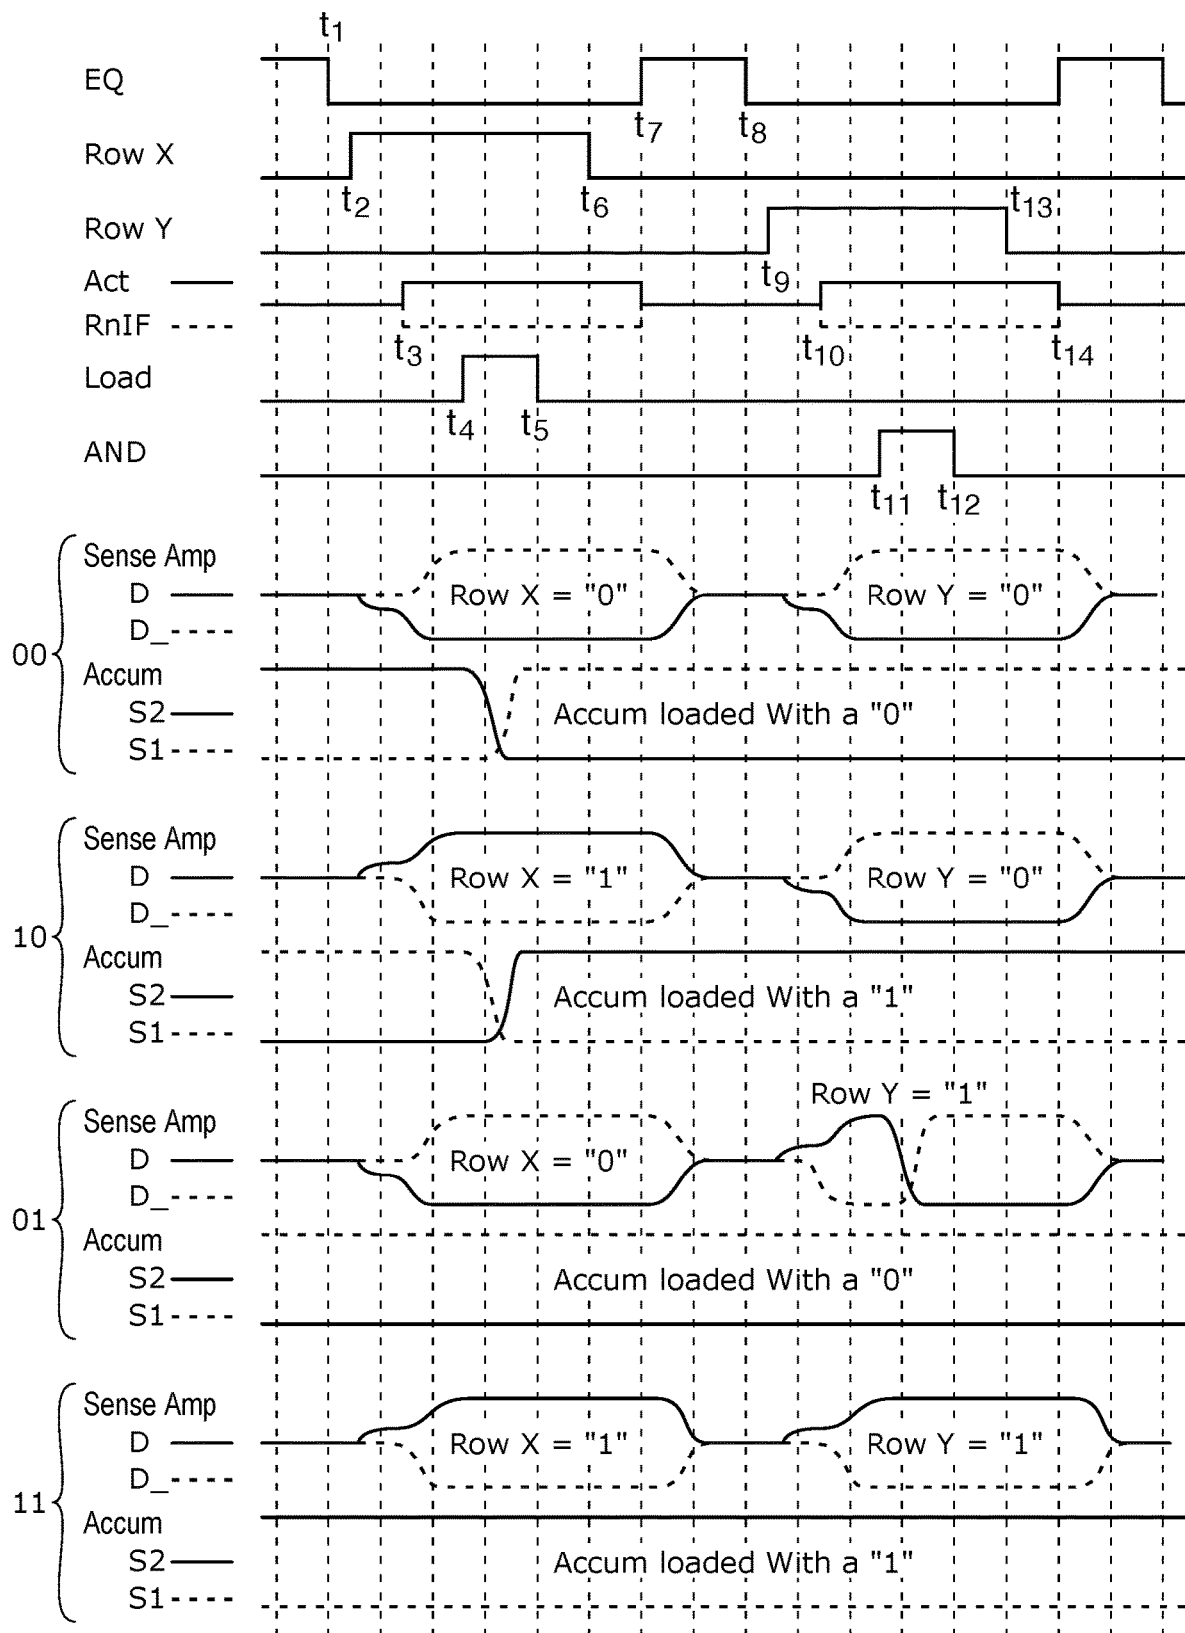 t1
EQ
t7 t8
Row X
t2 t6
t13
Row Y
t9
Act
RnIF
t3 t10 t14
Load
t4 t5
AND
t11 t12
Sense Amp
D Row X = "0" Row Y = "0"
D_
00
Accum
S2 Accum loaded With a "0"
S1
Sense Amp
D Row X = "1" Row Y = "0"
D_
10
Accum
S2 Accum loaded With a "1"
S1
Row Y = "1"
Sense Amp
D Row X = "0"
D_
01
Accum
S2 Accum loaded With a "0"
S1
Sense Amp
D Row X = "1" Row Y = "1"
D_
11
Accum
S2 Accum loaded With a "1"
S1